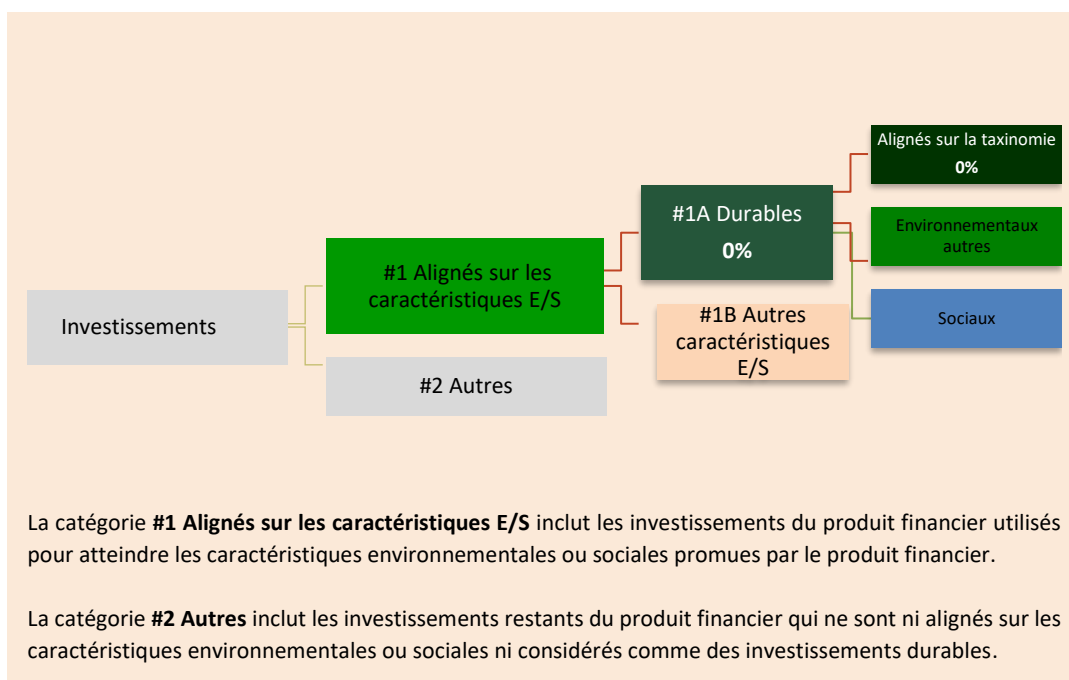 Alignés sur la taxinomie
0%
#1A Durables
0%
Environnementaux
autres
#1 Alignés sur les
caractéristiques E/S
Investissements
#1B Autres
caractéristiques
E/S
Sociaux
#2 Autres
La catégorie #1 Alignés sur les caractéristiques E/S inclut les investissements du produit financier utilisés
pour atteindre les caractéristiques environnementales ou sociales promues par le produit financier.
La catégorie #2 Autres inclut les investissements restants du produit financier qui ne sont ni alignés sur les
caractéristiques environnementales ou sociales ni considérés comme des investissements durables.